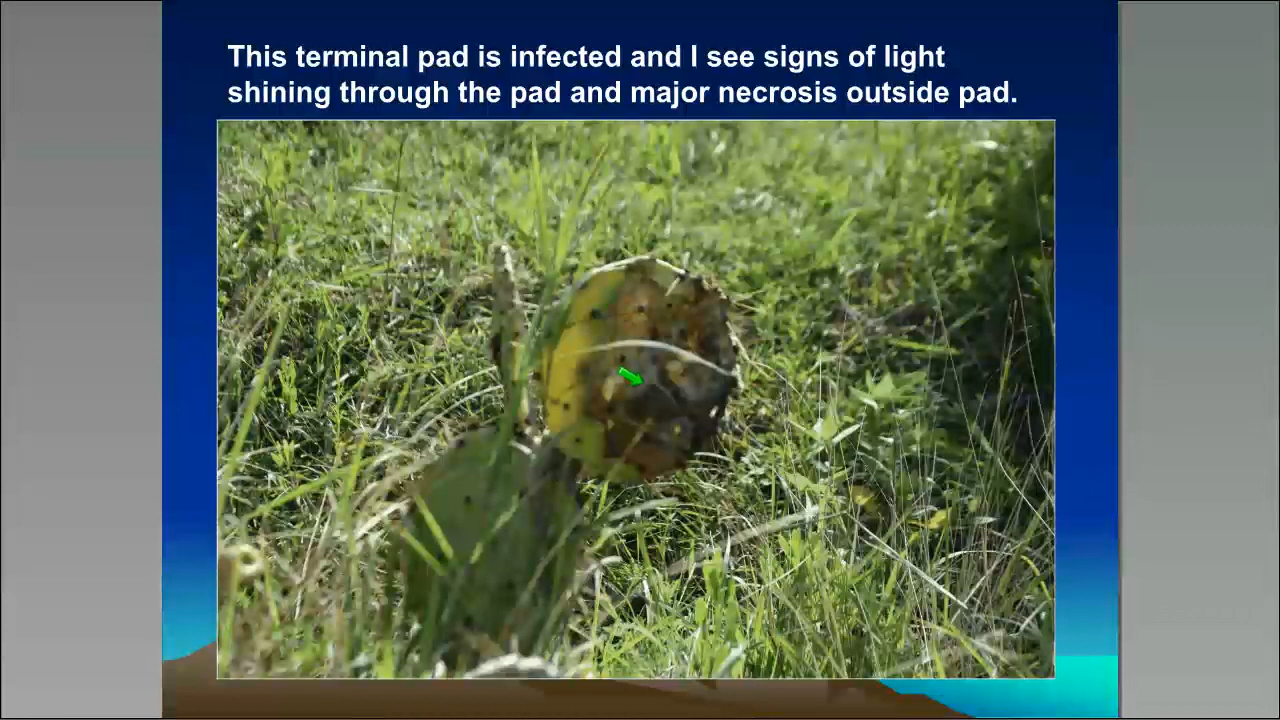 This terminal pad is infected and I see signs of light
shining through the pad and major necrosis outside pad.